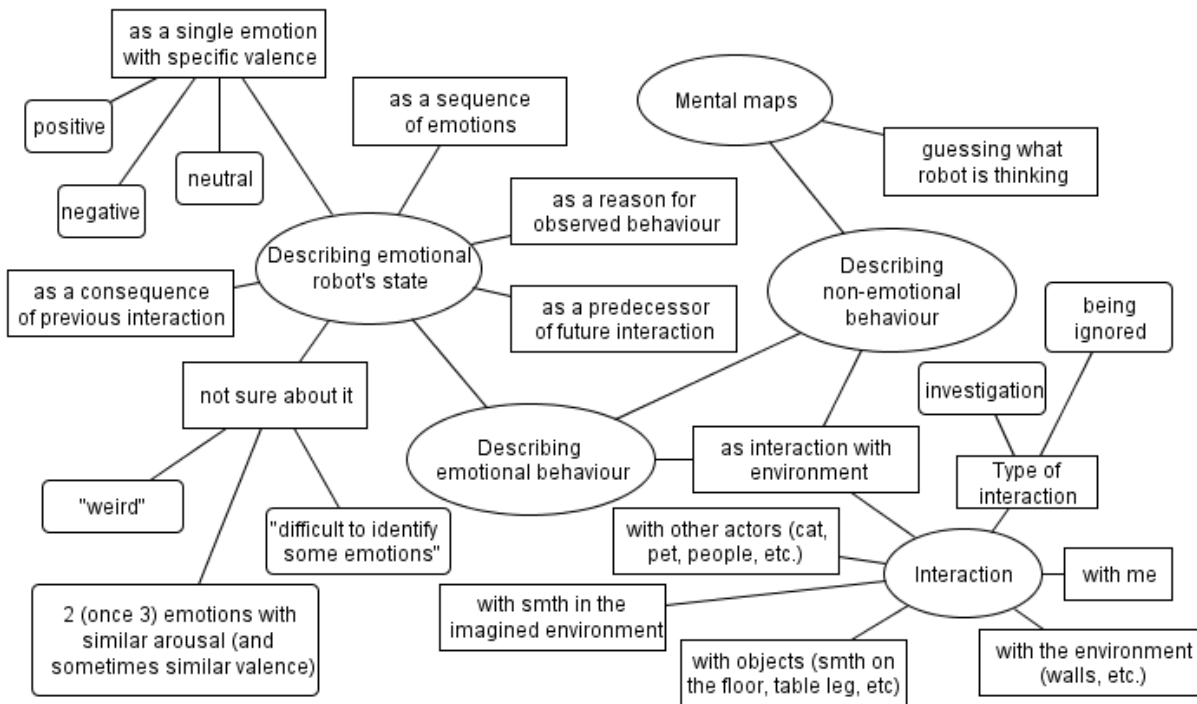 as a single emotion
with specific valence
as a sequence
of emotions
Mental maps
positive
guessing what
robot is thinking
neutral
negative
as a reason for
observed behaviour
Describing emotional
robot's state
Describing
non-emotional
behaviour
as a consequence
of previous interaction
as a predecessor
of future interaction
being
ignored
not sure about it
investigation
Describing
emotional behaviour
as interaction with
environment
Type of
interaction
"weird"
"difficult to identify
some emotions"
with other actors (cat,
pet, people, etc.)
Interaction
with me
with smth in the
imagined environment
2 (once 3) emotions with
similar arousal (and
sometimes similar valence)
with objects (smth on
the floor, table leg, etc)
with the environment
(walls, etc.)